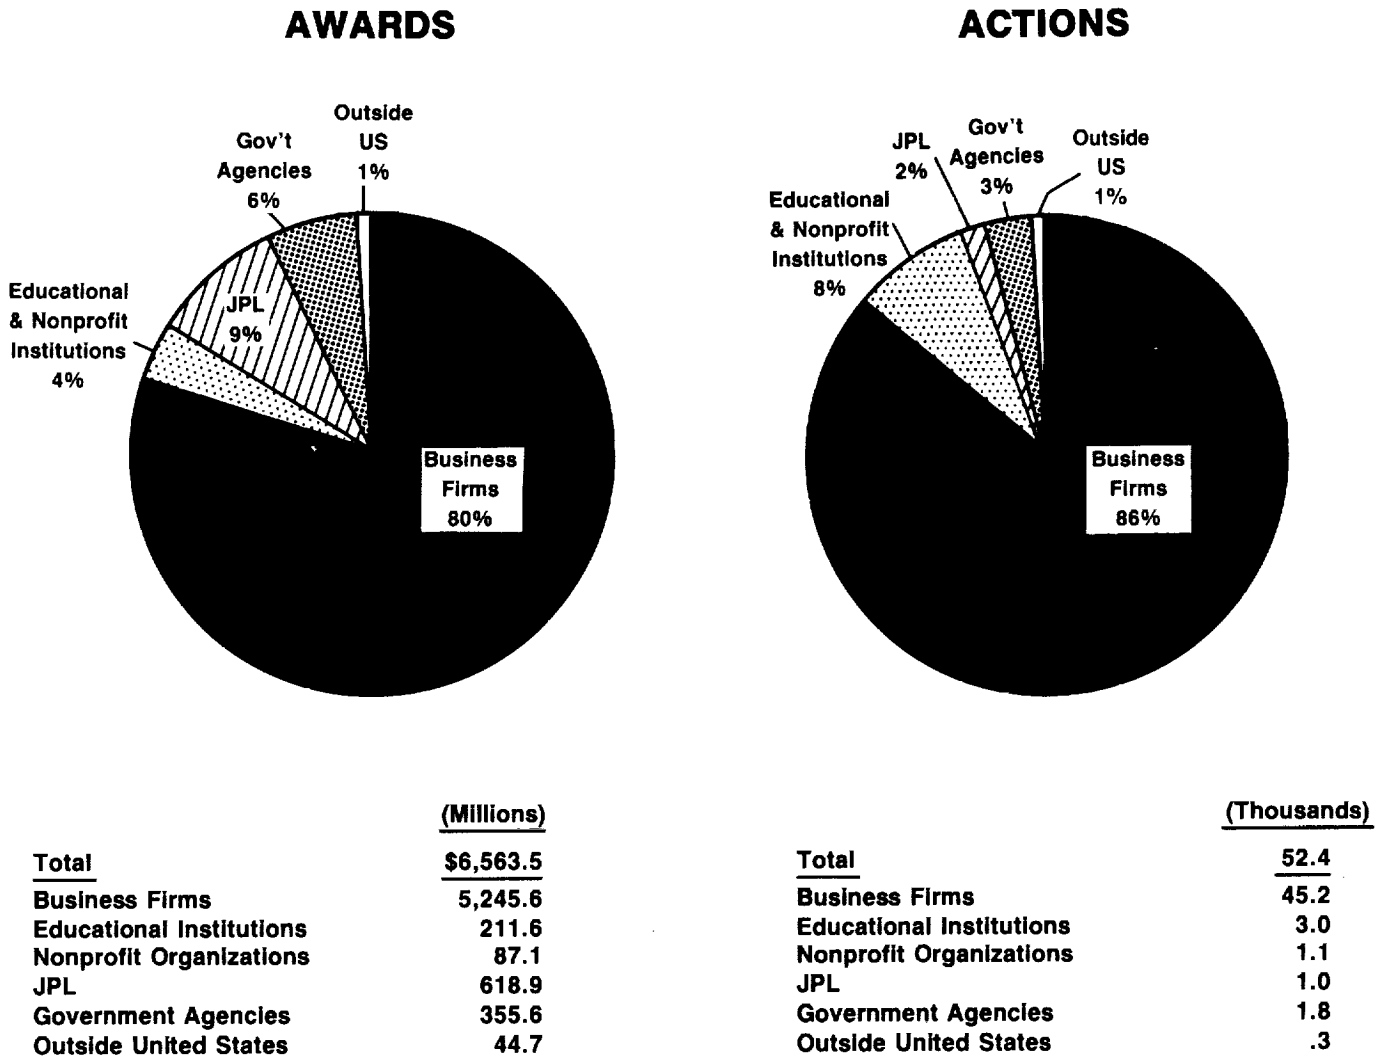 AWARDS
Outside
US
1%
Gov't
Agencies
6%
JPL
9%
Educational
& Nonprofit
Institutions
4%
Business
Firms
80%
(Millions)
Total $6,563.5
Business Firms 5,245.6
Educational Institutions 211.6
Nonprofit Organizations 87.1
JPL 618.9
Government Agencies 355.6
Outside United States 44.7
ACTIONS
JPL
2%
Gov't
Agencies
3%
Outside
US
1%
Educational
& Nonprofit
Institutions
8%
Business
Firms
86%
(Thousands)
Total 52.4
Business Firms 45.2
Educational Institutions 3.0
Nonprofit Organizations 1.1
JPL 1.0
Government Agencies 1.8
Outside United States .3